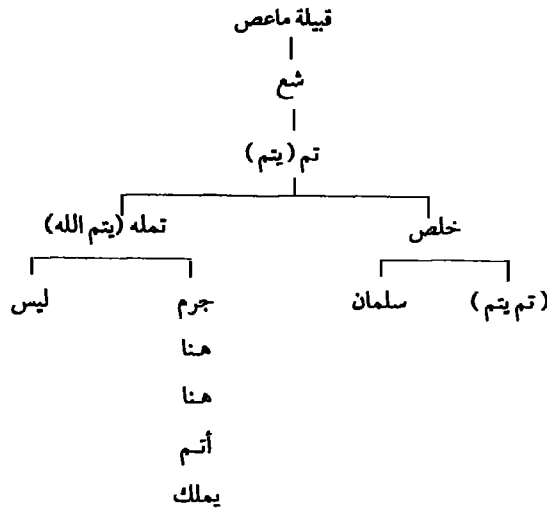 قبيلة ماعص
شع
تم (يتم)
خلص
تمله (يتم الله)
(تم يتم)
سلمان
جرم
ليس
هنا
هنا
أتم
يملك